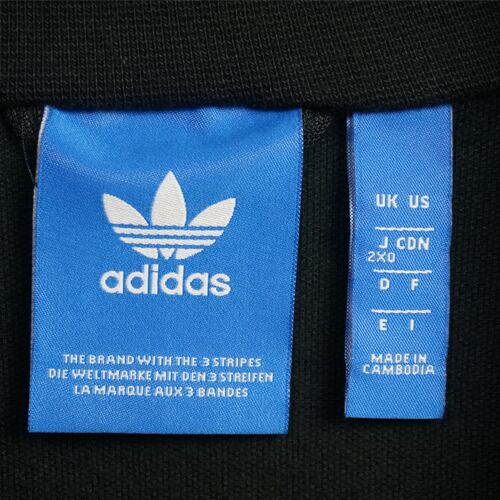 adidas
THE BRAND WITH THE 3 STRIPES
DIE WELTMARKE MIT DEN 3 STREIFEN
LA MARQUE AUX 3 BANDES
UK US
J CDN
2XO
D F
E I
MADE IN
CAMBODIA